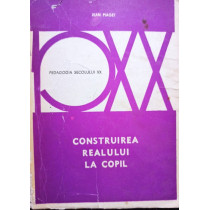 JEAN PIAGET
XX
PEDAGOGIA SECOLULUI XX
CONSTRUIREA
REALULUI
LA COPIL